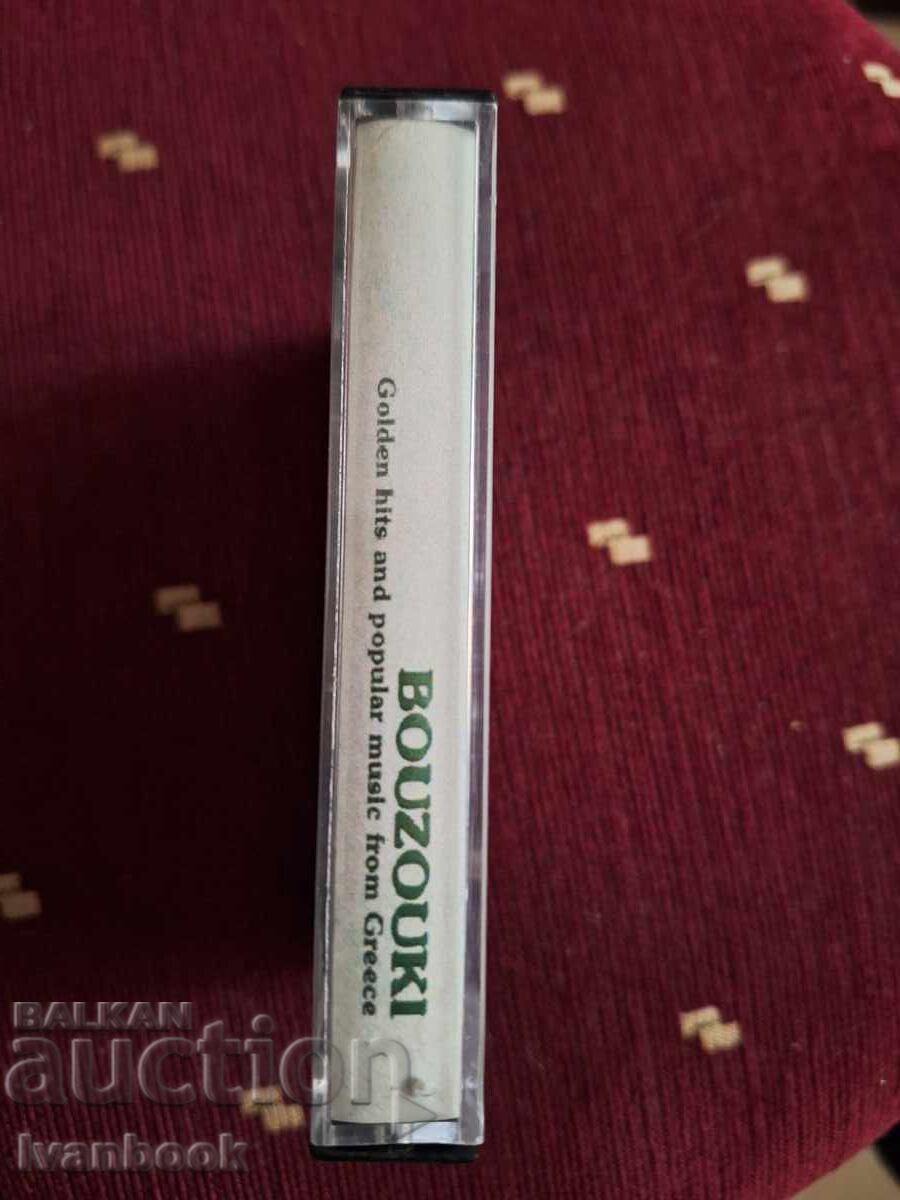 BOUZOUKI
Golden hits and popular music from Greece
BALKAN
auction
Ivanbook